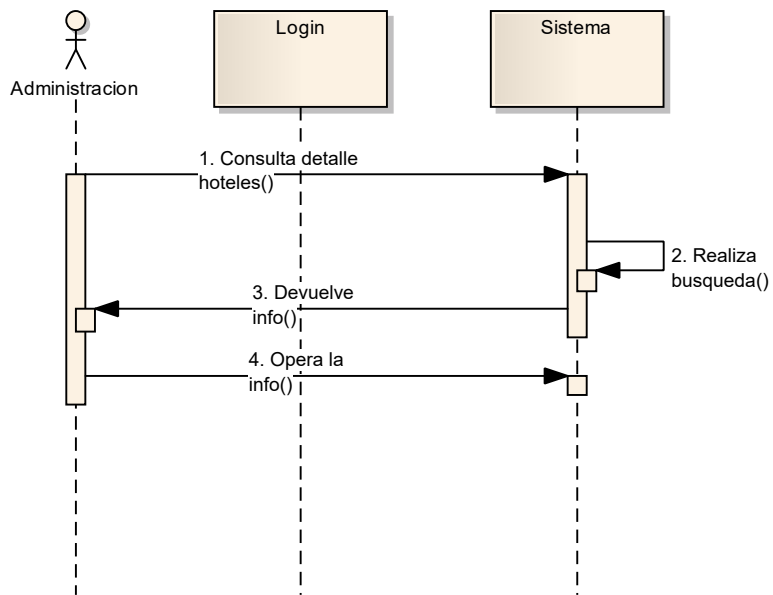 Login
Sistema
Administracion
1. Consulta detalle
hoteles()
2. Realiza
busqueda()
3. Devuelve
info()
4. Opera la
info()